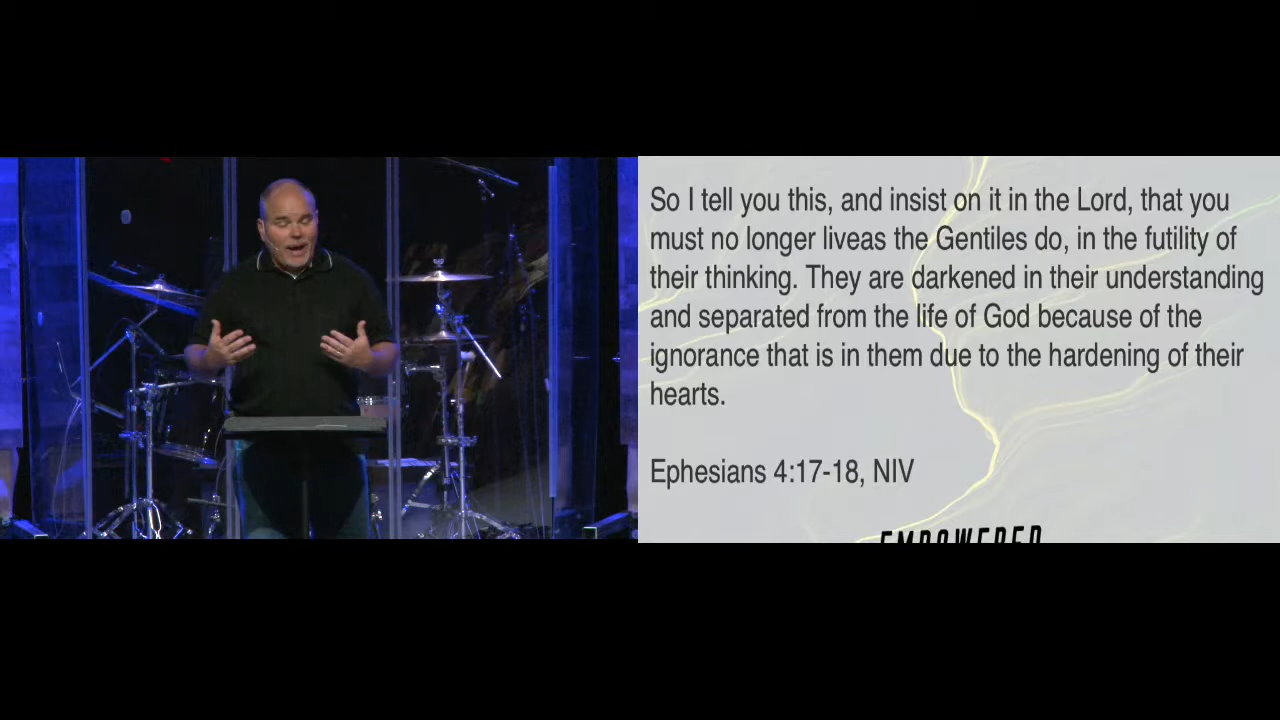 So I tell you this, and insist on it in the Lord, that you
must no longer liveas the Gentiles do, in the futility of
their thinking. They are darkened in their understanding
and separated from the life of God because of the
ignorance that is in them due to the hardening of their
hearts.
Ephesians 4:17-18, NIV
EMPOWERED